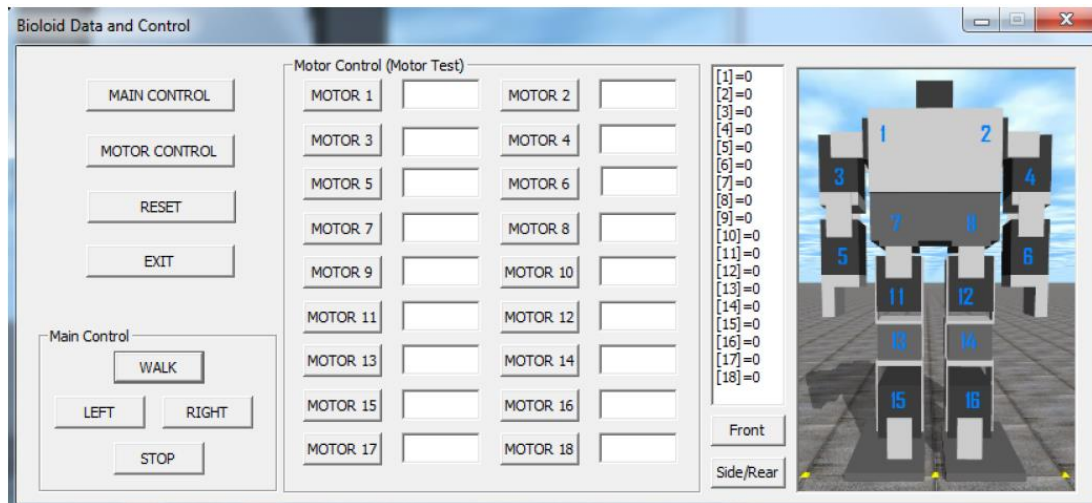 Bioloid Data and Control
MAIN CONTROL
MOTOR CONTROL
RESET
EXIT
Main Control
WALK
LEFT RIGHT
STOP
Motor Control (Motor Test)
MOTOR 1 MOTOR 2
MOTOR 3 MOTOR 4
MOTOR 5 MOTOR 6
MOTOR 7 MOTOR 8
MOTOR 9 MOTOR 10
MOTOR 11 MOTOR 12
MOTOR 13 MOTOR 14
MOTOR 15 MOTOR 16
MOTOR 17 MOTOR 18
[1]=0
[2]=0
[3]=0
[4]=0
[5]=0
[6]=0
[7]=0
[8]=0
[9]=0
[10]=0
[11]=0
[12]=0
[13]=0
[14]=0
[15]=0
[16]=0
[17]=0
[18]=0
Front
Side/Rear
1 2
3 4
7 8
5 6
11 12
13 14
15 16